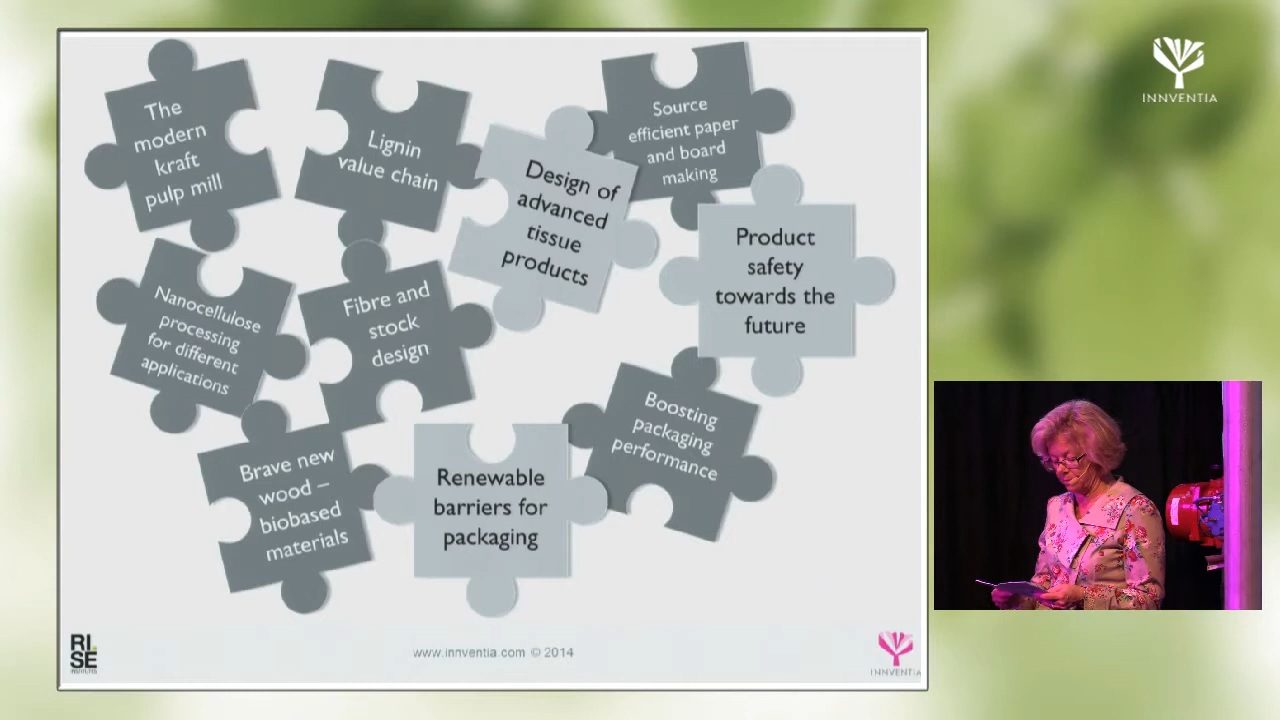 The
modern
kraft
pulp mill
Lignin
value chain
Design of
advanced
tissue
products
Source
efficient paper
and board
making
Product
safety
towards the
future
Nanocellulose
processing
for different
applications
Fibre and
stock
design
Boosting
packaging
performance
Brave new
wood –
biobased
materials
Renewable
barriers for
packaging
RI.
SE
www.innventia.com © 2014
INNVENTIA
INNVENTIA